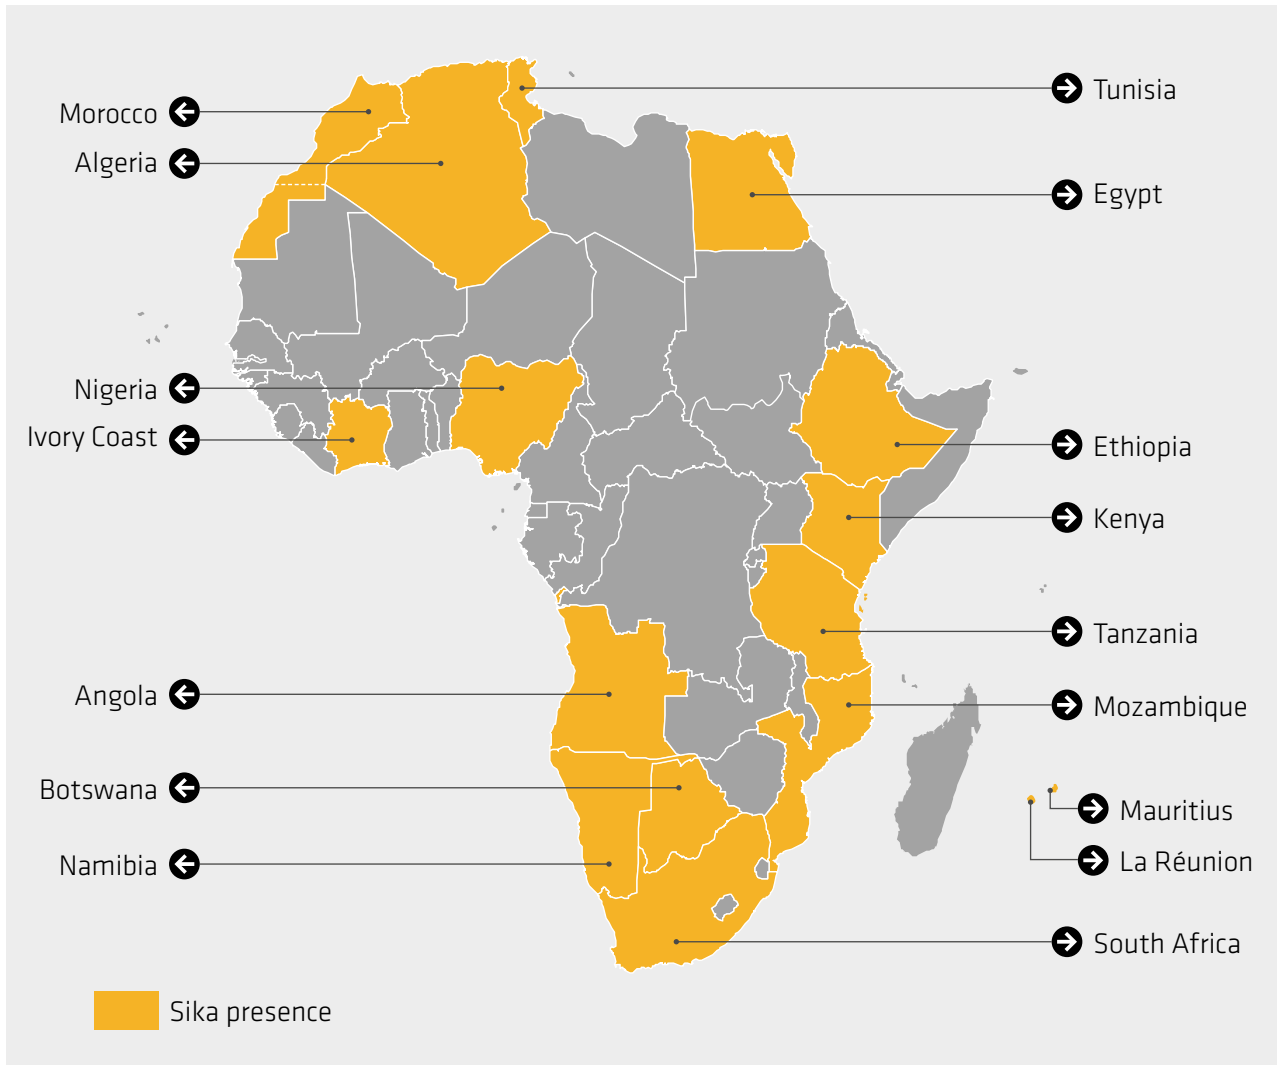 Morocco
Algeria
Nigeria
Ivory Coast
Angola
Botswana
Namibia
Tunisia
Egypt
Ethiopia
Kenya
Tanzania
Mozambique
Mauritius
La Réunion
South Africa
Sika presence